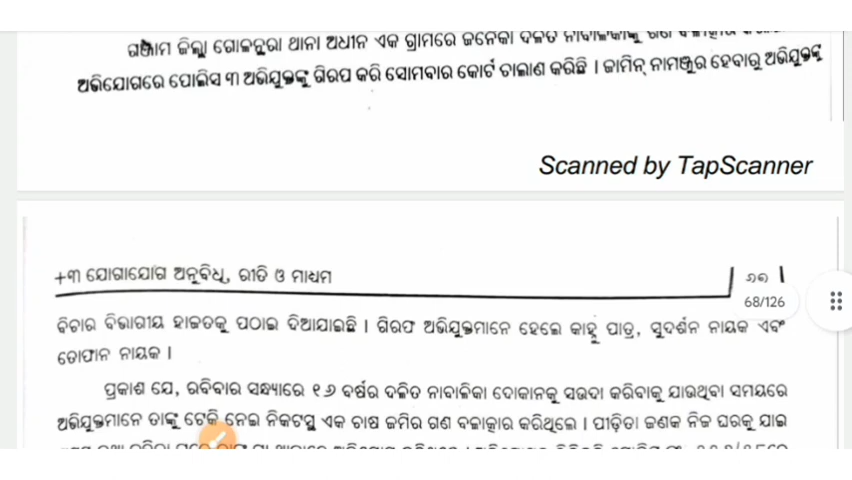 ଗଞ୍ଜାମ ଜିଲ୍ଲା ଗୋଳନ୍ଥରା ଥାନା ଅଧୀନ ଏକ ଗ୍ରାମରେ ଜନେକା ଦଳିତ ନାବାଳିକାକୁ ଗଣ
ଅଭିଯୋଗରେ ପୋଲିସ ୩ ଅଭିଯୁକ୍ତଙ୍କୁ ଗିରପ କରି ସୋମବାର କୋର୍ଟ ଚାଲାଣ କରିଛି । ଜାମିନ୍ ନାମଞ୍ଜୁର ହେବାରୁ ଅଭିଯୁକ୍ତଙ୍କୁ
Scanned by TapScanner
+୩ ଯୋଗାଯୋଗ ଅନୁବିଧି, ରୀତି ଓ ମାଧ୍ୟମ
68/126
ବିଚାର ବିଭାଗୀୟ ହାଜତକୁ ପଠାଇ ଦିଆଯାଇଛି । ଗିରଫ ଅଭିଯୁକ୍ତମାନେ ହେଲେ କାହ୍ନୁ ପାତ୍ର, ସୁଦର୍ଶନ ନାୟକ ଏବଂ
ତୋଫାନ ନାୟକ ।
ପ୍ରକାଶ ଯେ, ରବିବାର ସନ୍ଧ୍ୟାରେ ୧୬ ବର୍ଷର ଦଳିତ ନାବାଳିକା ଦୋକାନକୁ ସଉଦା କରିବାକୁ ଯାଉଥିବା ସମୟରେ
ଅଭିଯୁକ୍ତମାନେ ତାଙ୍କୁ ଟେକି ନେଇ ନିକଟସ୍ଥ ଏକ ଚାଷ ଜମିର ଗଣ ବଳାତ୍କାର କରିଥିଲେ । ପୀଡ଼ିତା ଜଣକ ନିଜ ଘରକୁ ଯାଇ